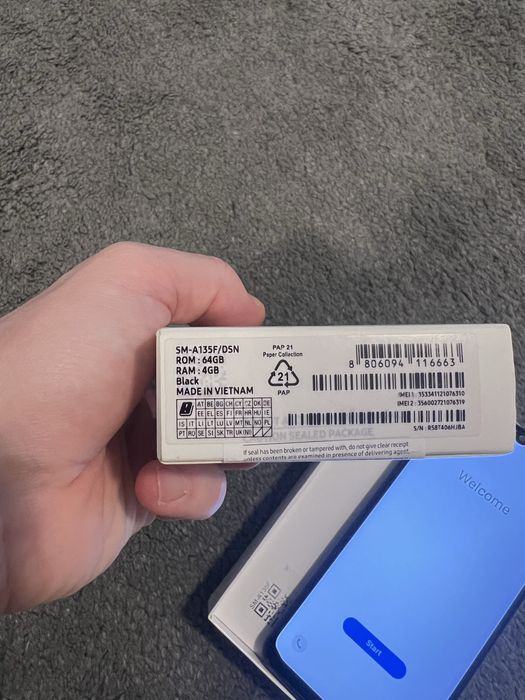 SM-A135F/DSN
ROM : 64GB
RAM : 4GB
Black
MADE IN VIETNAM
PAP 21
Paper Collection
21
PAP
8 806094 116663
IMEI 1 : 353341121076310
IMEI 2 : 356002721076319
S/N : R58T406HJBA
AT BE BG CH CY CZ DK DE
EE EL ES FI FR HR HU IE
IS IT LI LT LU LV MT NL NO PL
PT RO SE SI SK TR UK (NI)
ON SEALED PACKAGE
If seal has been broken or tampered with, do not give clear receipt
unless contents are examined in presence of delivering agent.
Welcome
SM-A135F
Start